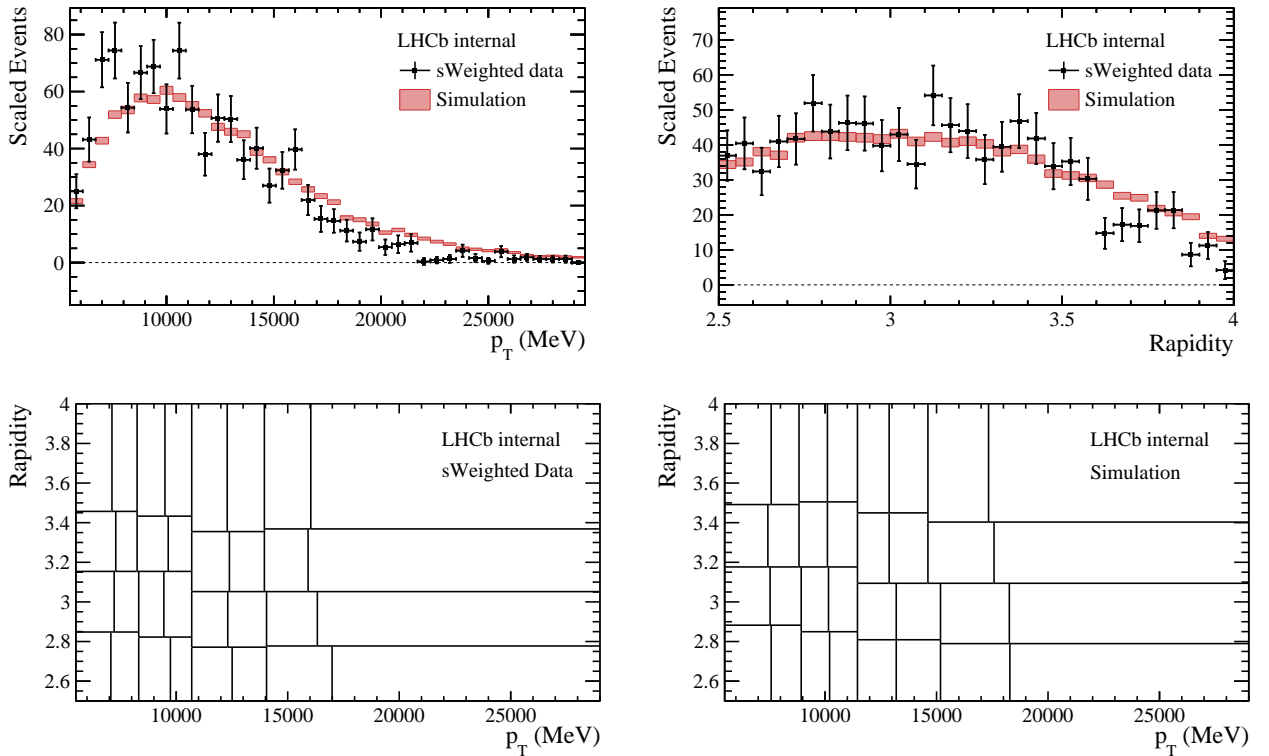 Scaled Events
80
60
40
20
0
LHCb internal
sWeighted data
Simulation
10000 15000 20000 25000
p_T (MeV)
Scaled Events
70
60
50
40
30
20
10
0
LHCb internal
sWeighted data
Simulation
2.5 3 3.5 4
Rapidity
Rapidity
4
3.8
3.6
3.4
3.2
3
2.8
2.6
LHCb internal
sWeighted Data
10000 15000 20000 25000
p_T (MeV)
Rapidity
4
3.8
3.6
3.4
3.2
3
2.8
2.6
LHCb internal
Simulation
10000 15000 20000 25000
p_T (MeV)